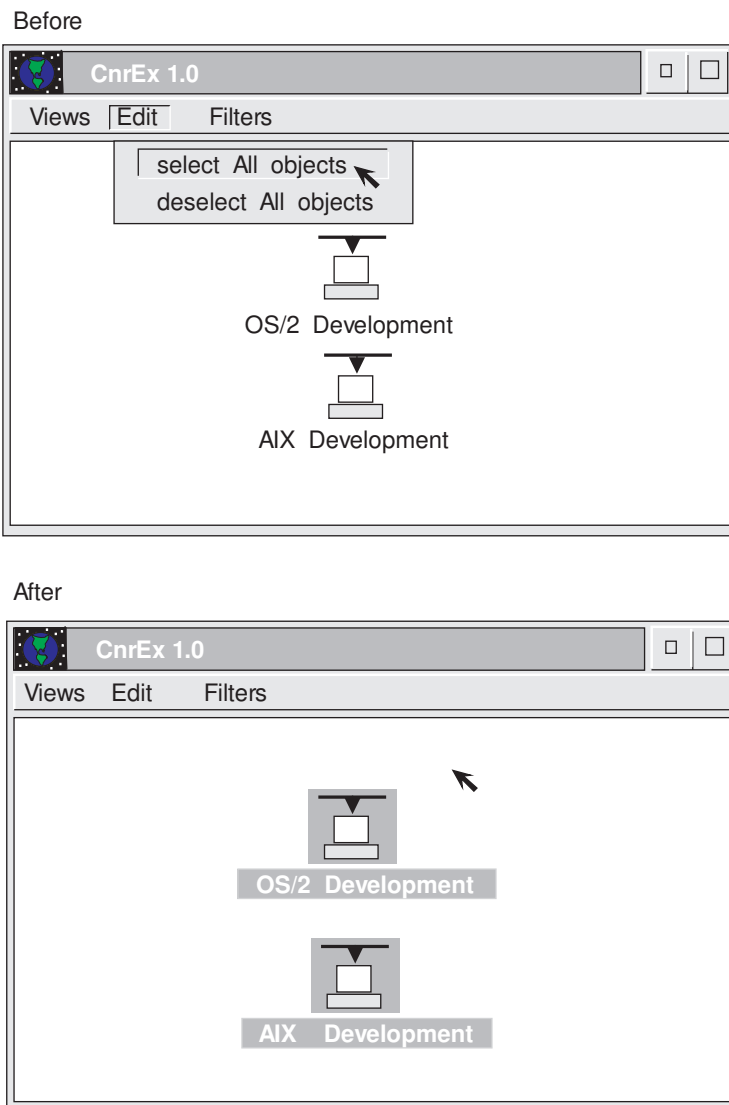 Before
CnrEx 1.0
Views Edit Filters
select All objects
deselect All objects
OS/2 Development
AIX Development
After
CnrEx 1.0
Views Edit Filters
OS/2 Development
AIX Development